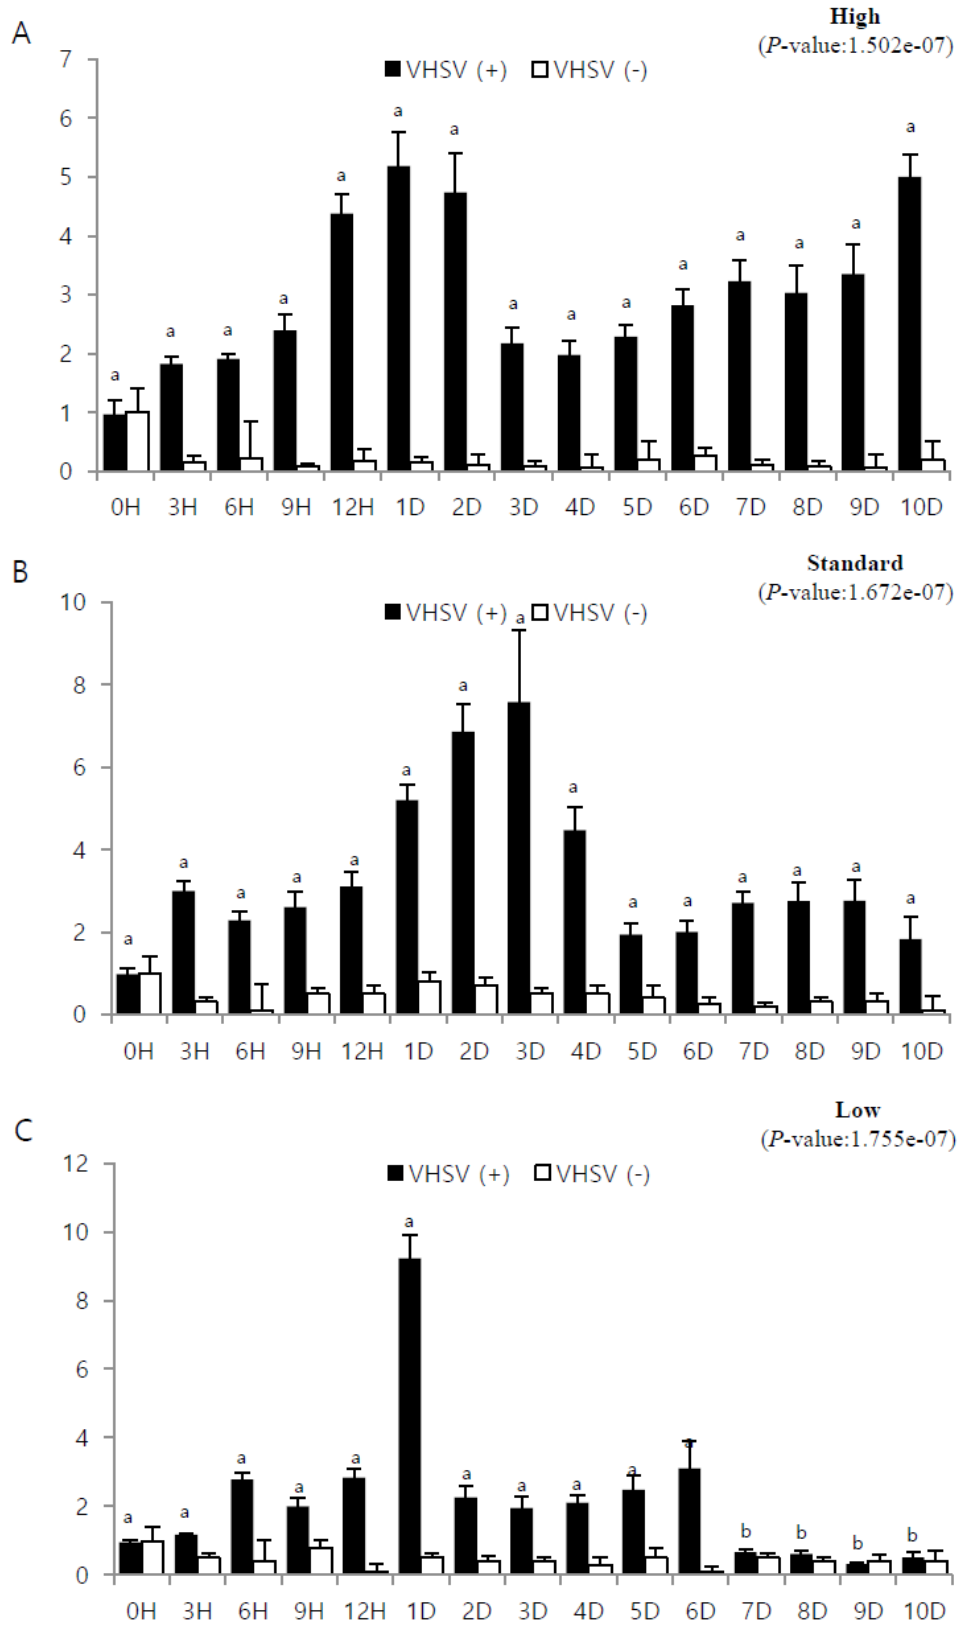 A
High
(P-value:1.502e-07)
VHSV (+) VHSV (-)
7
6
5
4
3
2
1
0
a a a a a a a a a a a a a a a
0H 3H 6H 9H 12H 1D 2D 3D 4D 5D 6D 7D 8D 9D 10D
B
Standard
(P-value:1.672e-07)
VHSV (+) VHSV (-)
10
8
6
4
2
0
a a a a a a a a a a a a a a a
0H 3H 6H 9H 12H 1D 2D 3D 4D 5D 6D 7D 8D 9D 10D
C
Low
(P-value:1.755e-07)
VHSV (+) VHSV (-)
12
10
8
6
4
2
0
a a a a a a a a a a a b b b b
0H 3H 6H 9H 12H 1D 2D 3D 4D 5D 6D 7D 8D 9D 10D